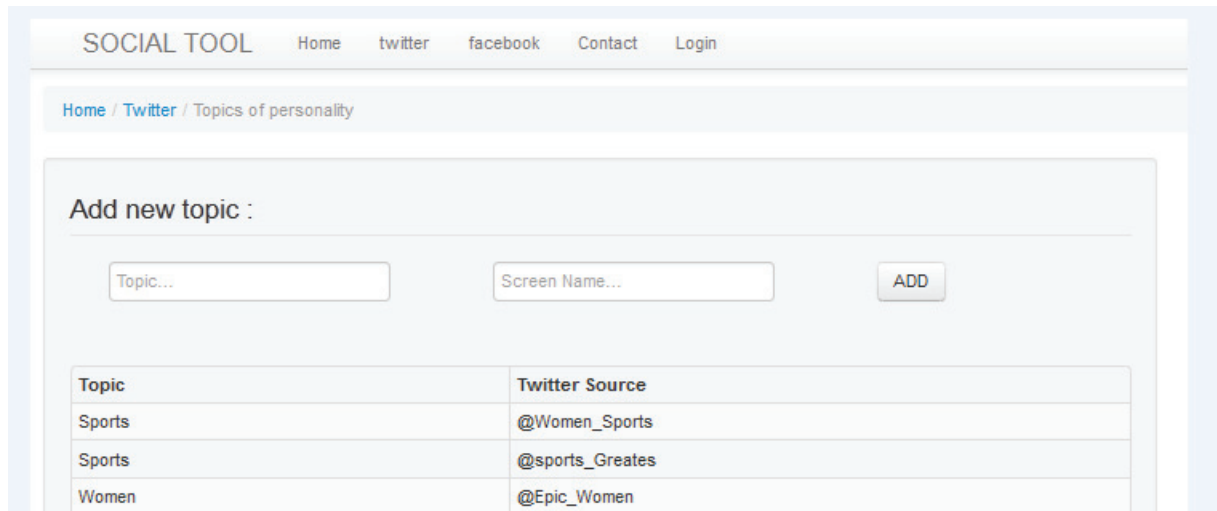 SOCIAL TOOL Home twitter facebook Contact Login
Home / Twitter / Topics of personality
Add new topic :
Topic... Screen Name... ADD
Topic Twitter Source
Sports @Women_Sports
Sports @sports_Greates
Women @Epic_Women